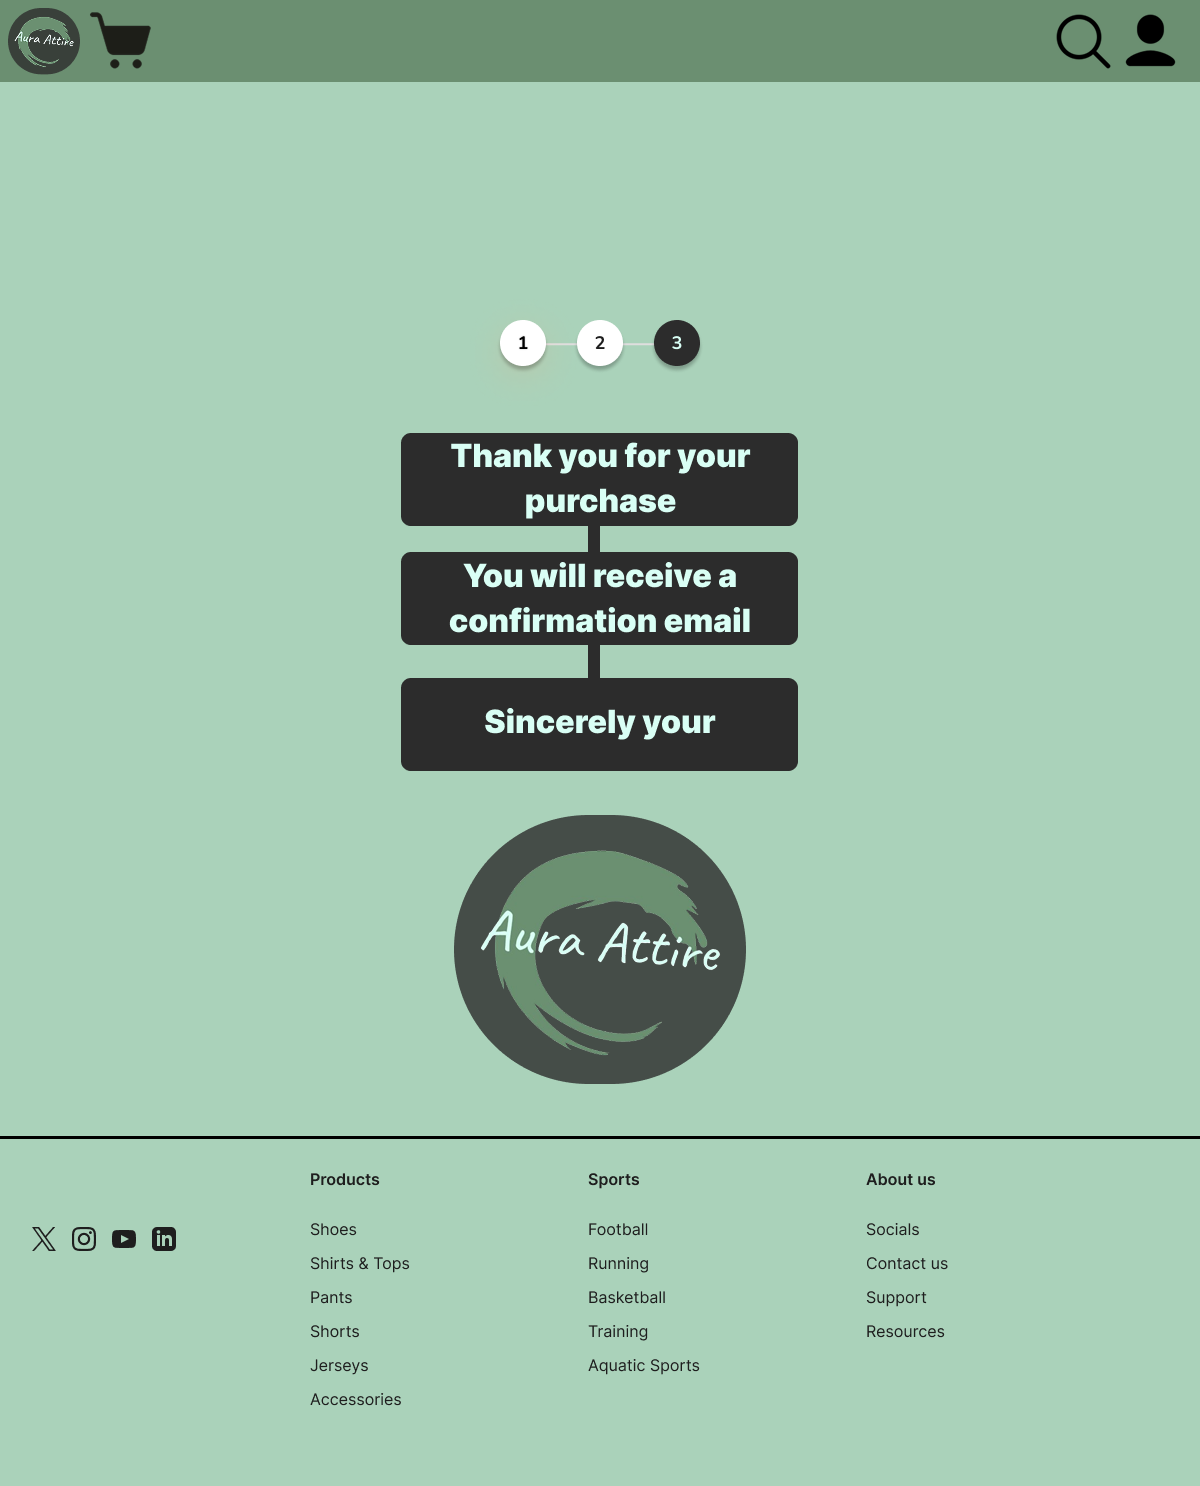 Aura Attire
1 2 3
Thank you for your
purchase
You will receive a
confirmation email
Sincerely your
Aura Attire
Products
Shoes
Shirts & Tops
Pants
Shorts
Jerseys
Accessories
Sports
Football
Running
Basketball
Training
Aquatic Sports
About us
Socials
Contact us
Support
Resources